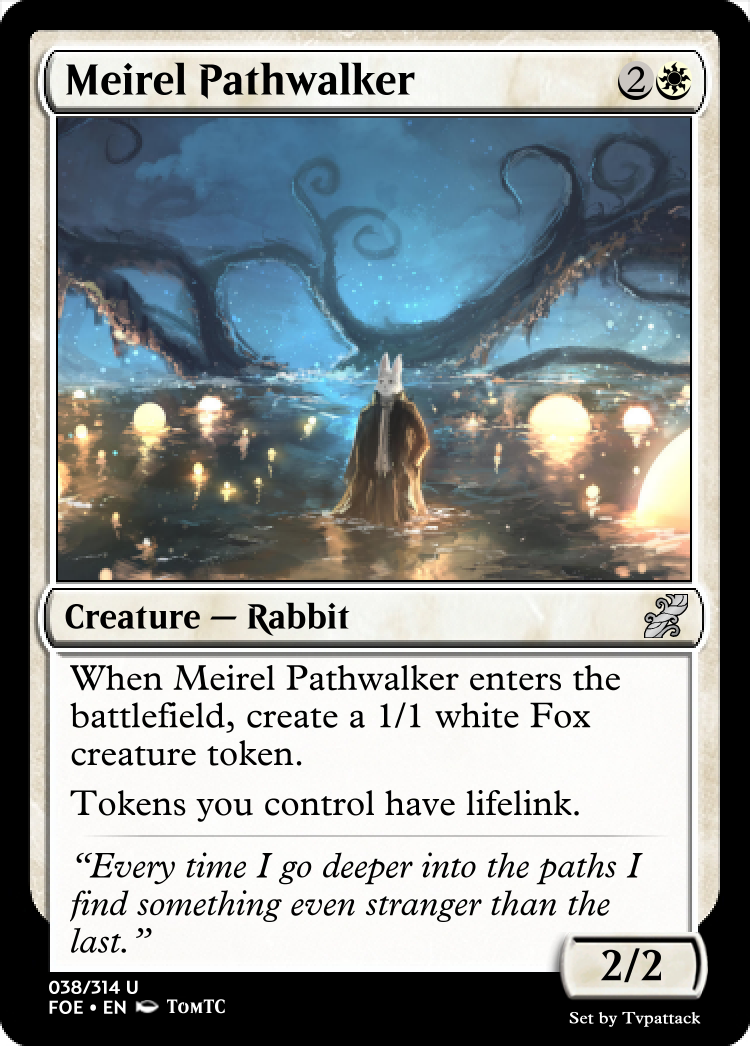 Meirel Pathwalker 2
Creature — Rabbit
When Meirel Pathwalker enters the
battlefield, create a 1/1 white Fox
creature token.
Tokens you control have lifelink.
“Every time I go deeper into the paths I
find something even stranger than the
last.”
2/2
038/314 U
FOE • EN TomTC
Set by Tvpattack